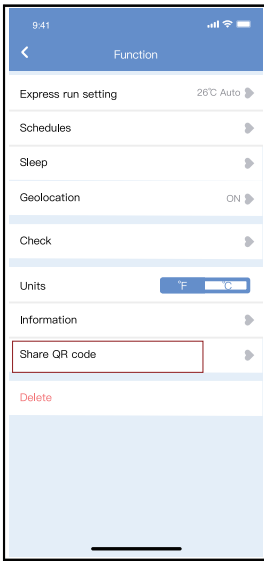 9:41
Function
Express run setting 26℃ Auto
Schedules
Sleep
Geolocation ON
Check
Units °F ℃
Information
Share QR code
Delete